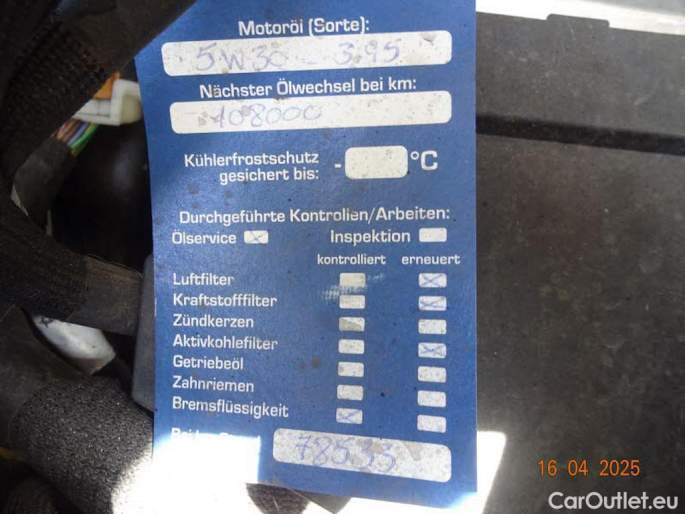 Motoröl (Sorte):
5W30 - 3,95
Nächster Ölwechsel bei km:
108000
Kühlerfrostschutz
gesichert bis: - °C
Durchgeführte Kontrollen/Arbeiten:
Ölservice Inspektion
kontrolliert erneuert
Luftfilter
Kraftstofffilter
Zündkerzen
Aktivkohlefilter
Getriebeöl
Zahnriemen
Bremsflüssigkeit
78533
16 04 2025
CarOutlet.eu